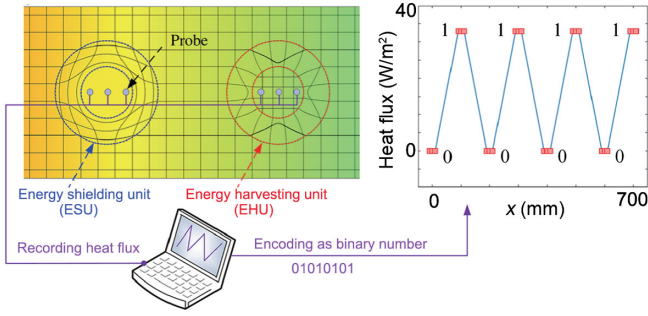 Probe
Energy shielding unit
(ESU)
Energy harvesting unit
(EHU)
Recording heat flux
Encoding as binary number
01010101
Heat flux (W/m²)
40
0
1
1
1
1
0
0
0
0
0
700
x (mm)